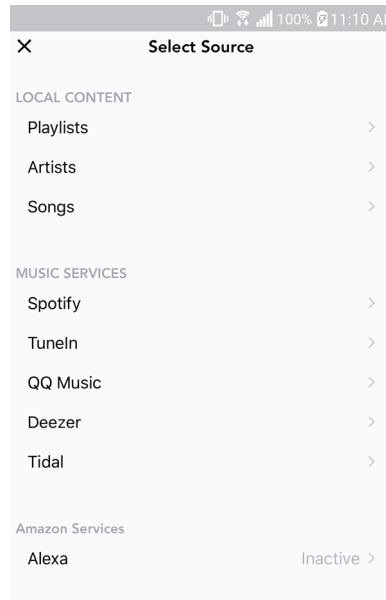 100% 11:10 A
Select Source
LOCAL CONTENT
Playlists
Artists
Songs
MUSIC SERVICES
Spotify
TuneIn
QQ Music
Deezer
Tidal
Amazon Services
Alexa Inactive